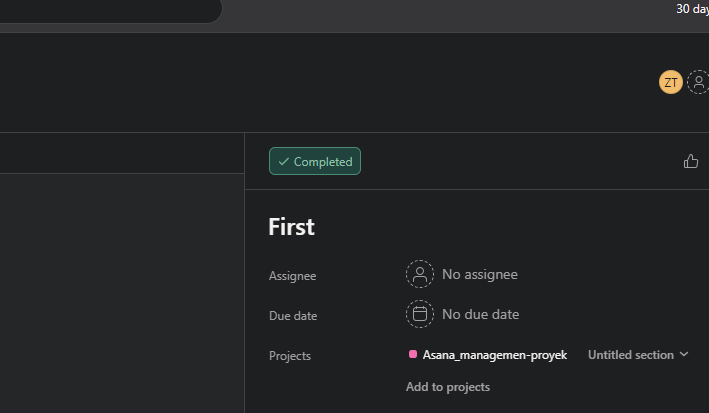 30 day
ZT
Completed
First
Assignee
No assignee
Due date
No due date
Projects
Asana_managemen-proyek
Untitled section
Add to projects